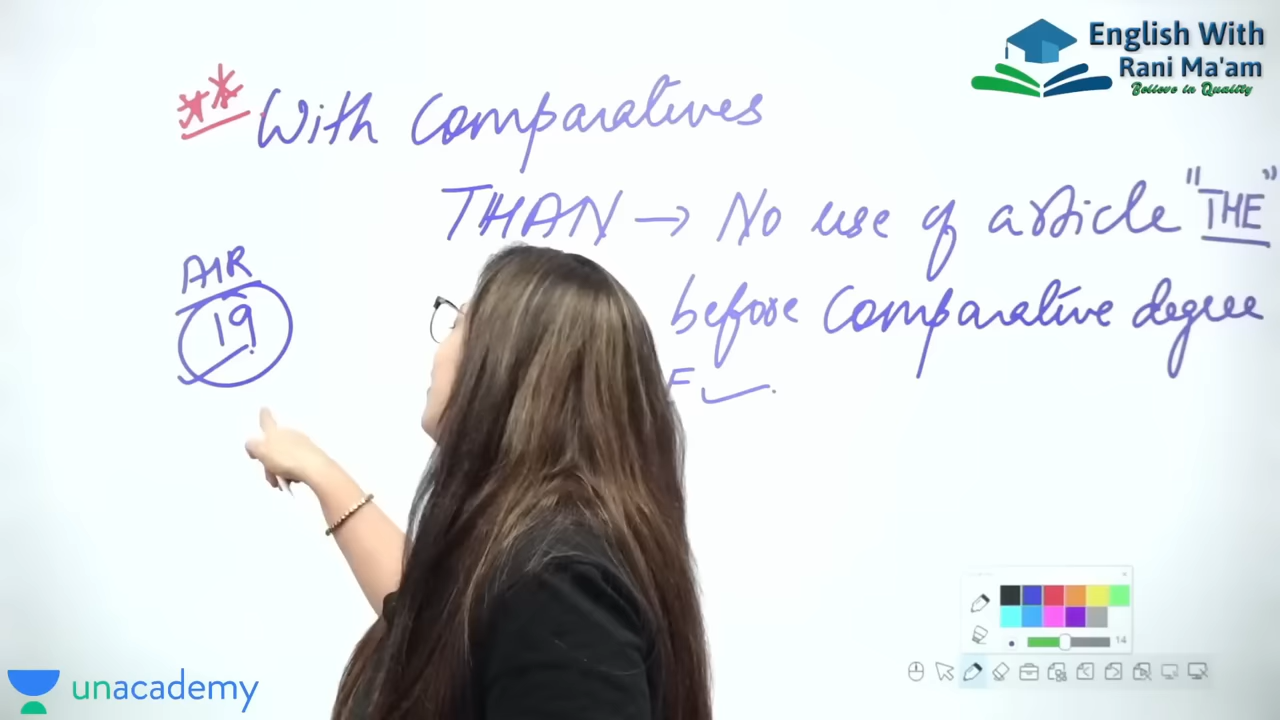 English With
Rani Ma'am
Believe in Quality
** With comparatives
THAN → No use of article "THE"
before comparative degree
AIR
19
F
14
unacademy